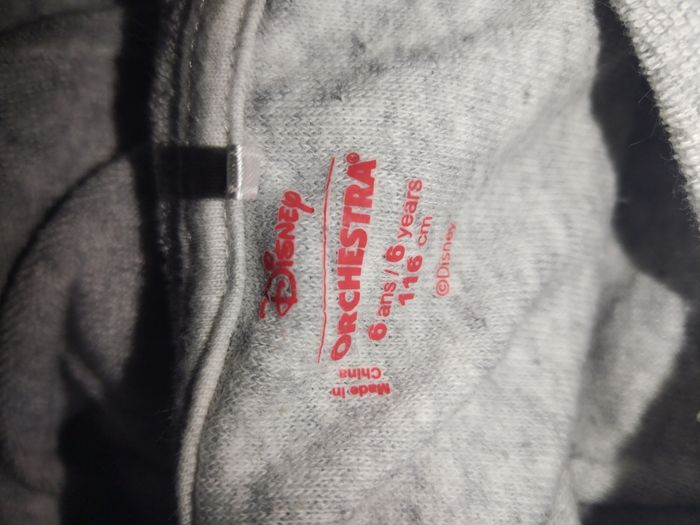 Disney
ORCHESTRA®
6 ans / 6 years
116 cm
©Disney
Made in
China